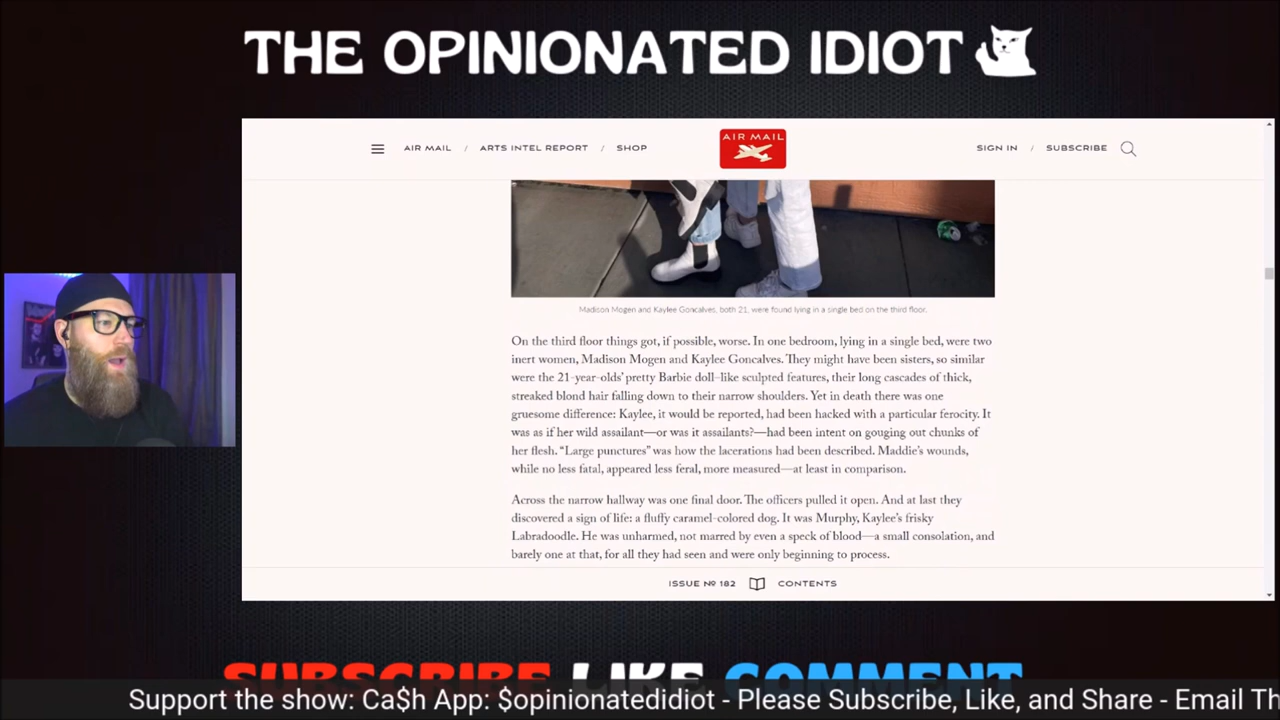 THE OPINIONATED IDIOT
AIR MAIL / ARTS INTEL REPORT / SHOP
AIR MAIL
SIGN IN / SUBSCRIBE
Madison Mogen and Kaylee Goncalves, both 21, were found lying in a single bed on the third floor.
On the third floor things got, if possible, worse. In one bedroom, lying in a single bed, were two
inert women, Madison Mogen and Kaylee Goncalves. They might have been sisters, so similar
were the 21-year-olds' pretty Barbie doll–like sculpted features, their long cascades of thick,
streaked blond hair falling down to their narrow shoulders. Yet in death there was one
gruesome difference: Kaylee, it would be reported, had been hacked with a particular ferocity. It
was as if her wild assailant—or was it assailants?—had been intent on gouging out chunks of
her flesh. “Large punctures” was how the lacerations had been described. Maddie's wounds,
while no less fatal, appeared less feral, more measured—at least in comparison.
Across the narrow hallway was one final door. The officers pulled it open. And at last they
discovered a sign of life: a fluffy caramel-colored dog. It was Murphy, Kaylee's frisky
Labradoodle. He was unharmed, not marred by even a speck of blood—a small consolation, and
barely one at that, for all they had seen and were only beginning to process.
ISSUE Nº 182 CONTENTS
SUBSCRIBE LIKE COMMENT
Support the show: Ca$h App: $opinionatedidiot - Please Subscribe, Like, and Share - Email Th